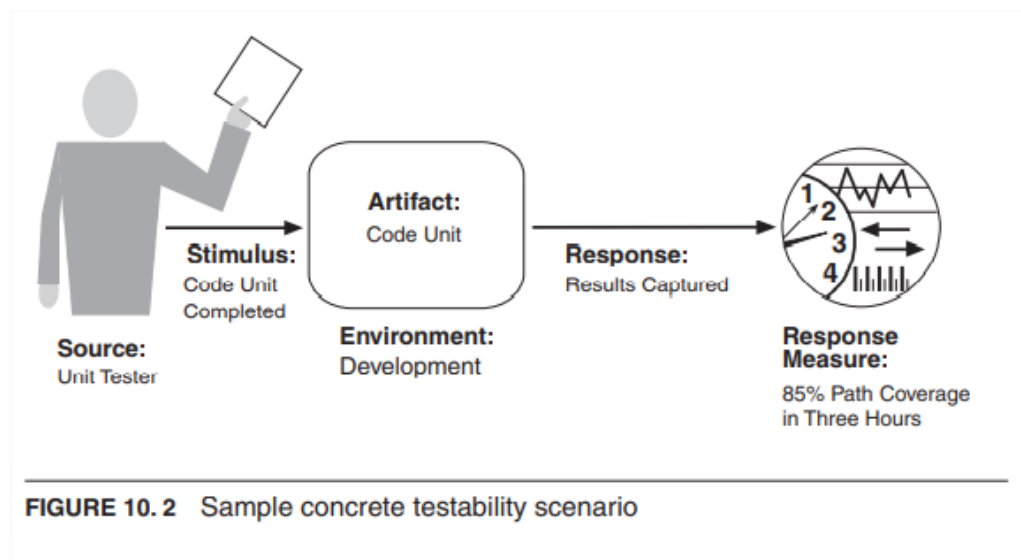 Artifact:
Code Unit
Stimulus:
Code Unit
Completed
Response:
Results Captured
1
2
3
4
Source:
Unit Tester
Environment:
Development
Response
Measure:
85% Path Coverage
in Three Hours
FIGURE 10. 2 Sample concrete testability scenario